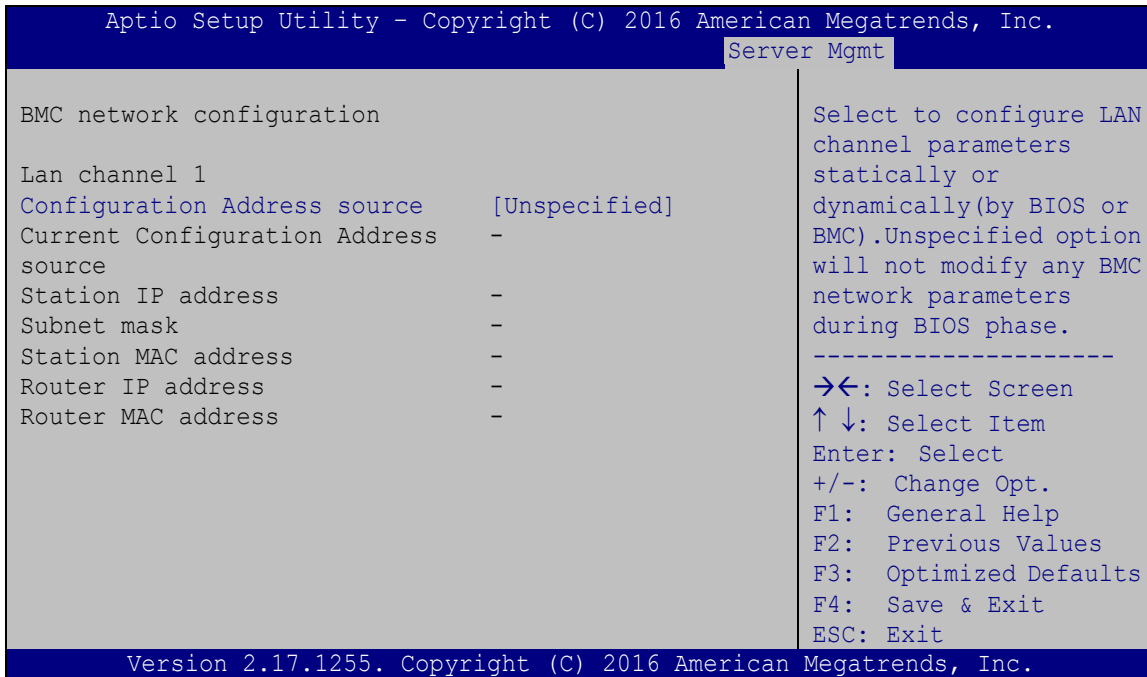 Aptio Setup Utility – Copyright (C) 2016 American Megatrends, Inc.
Server Mgmt
BMC network configuration
Lan channel 1
Configuration Address source [Unspecified]
Current Configuration Address -
source
Station IP address -
Subnet mask -
Station MAC address -
Router IP address -
Router MAC address -
Select to configure LAN
channel parameters
statically or
dynamically(by BIOS or
BMC).Unspecified option
will not modify any BMC
network parameters
during BIOS phase.
---------------------
→←: Select Screen
↑ ↓: Select Item
Enter: Select
+/-: Change Opt.
F1: General Help
F2: Previous Values
F3: Optimized Defaults
F4: Save & Exit
ESC: Exit
Version 2.17.1255. Copyright (C) 2016 American Megatrends, Inc.